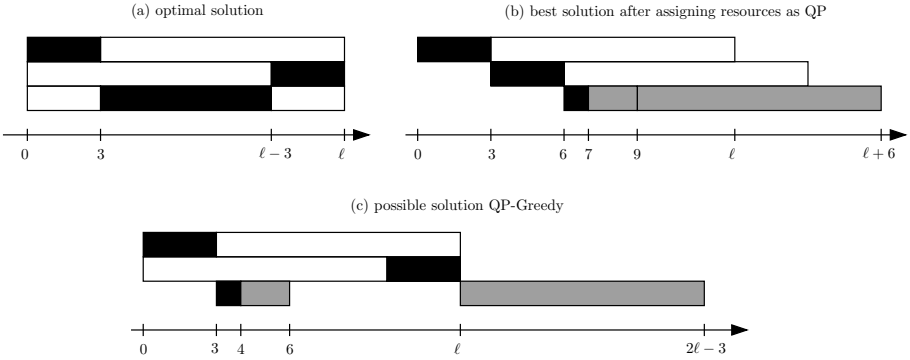 (a) optimal solution
0 3 ℓ − 3 ℓ
(b) best solution after assigning resources as QP
0 3 6 7 9 ℓ ℓ + 6
(c) possible solution QP-Greedy
0 3 4 6 ℓ 2ℓ − 3